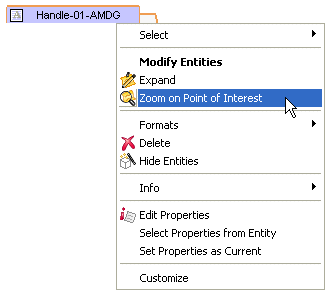 Handle-01-AMDG
Select
Modify Entities
Expand
Zoom on Point of Interest
Formats
Delete
Hide Entities
Info
Edit Properties
Select Properties from Entity
Set Properties as Current
Customize